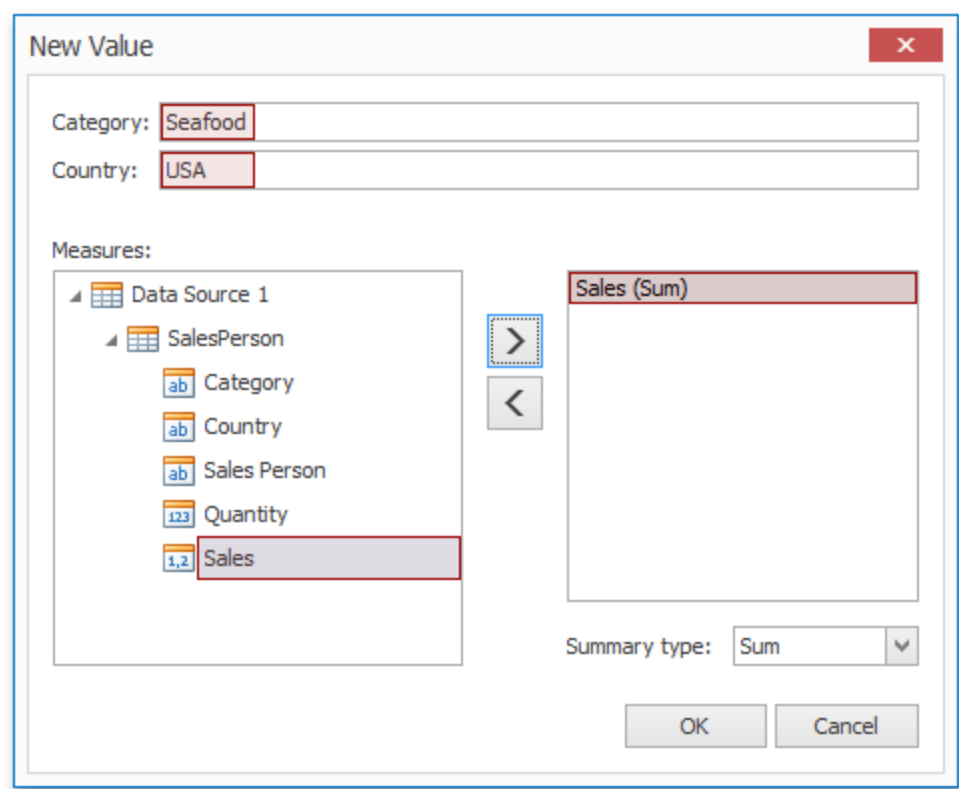 New Value
Category: Seafood
Country: USA
Measures:
Data Source 1
SalesPerson
ab Category
ab Country
ab Sales Person
123 Quantity
1,2 Sales
>
<
Sales (Sum)
Summary type: Sum
OK Cancel